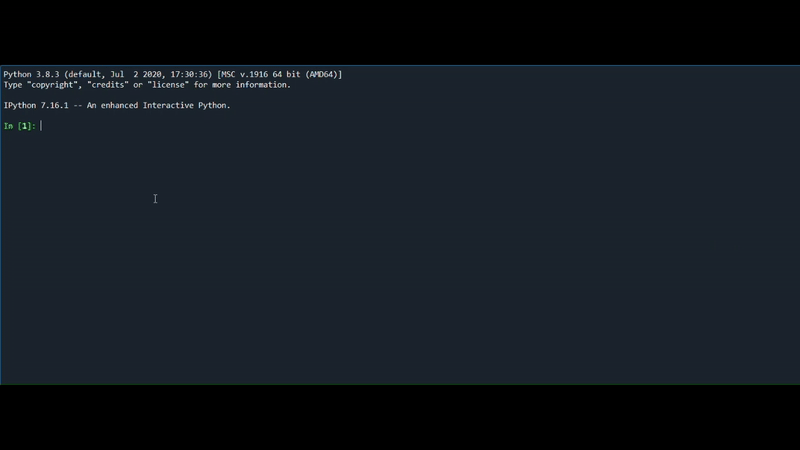 Python 3.8.3 (default, Jul  2 2020, 17:30:36) [MSC v.1916 64 bit (AMD64)]
Type "copyright", "credits" or "license" for more information.
IPython 7.16.1 -- An enhanced Interactive Python.
In [1]: